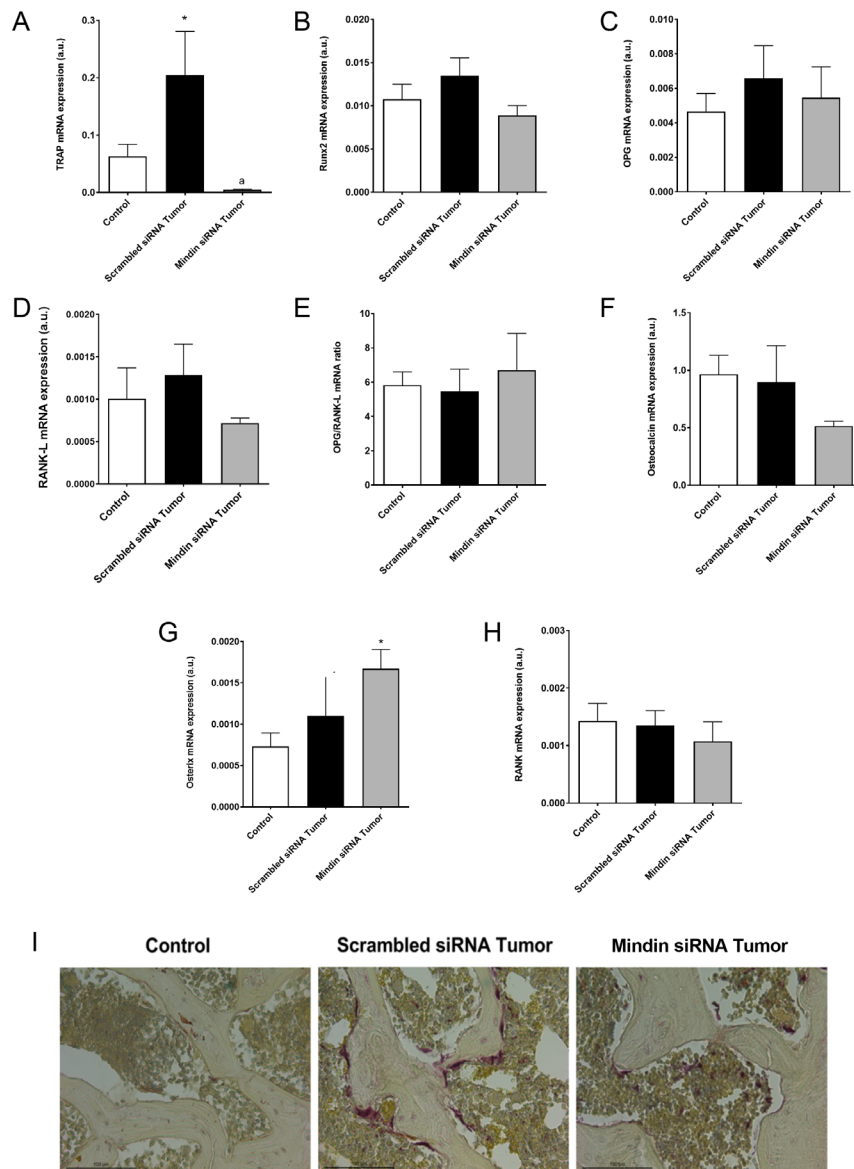 A
TRAP mRNA expression (a.u.)
0.3
0.2
0.1
0.0
*
a
Control
Scrambled siRNA Tumor
Mindin siRNA Tumor
B
Runx2 mRNA expression (a.u.)
0.020
0.015
0.010
0.005
0.000
Control
Scrambled siRNA Tumor
Mindin siRNA Tumor
C
OPG mRNA expression (a.u.)
0.010
0.008
0.006
0.004
0.002
0.000
Control
Scrambled siRNA Tumor
Mindin siRNA Tumor
D
RANK-L mRNA expression (a.u.)
0.0020
0.0015
0.0010
0.0005
0.0000
Control
Scrambled siRNA Tumor
Mindin siRNA Tumor
E
OPG/RANK-L mRNA ratio
10
8
6
4
2
0
Control
Scrambled siRNA Tumor
Mindin siRNA Tumor
F
Osteocalcin mRNA expression (a.u.)
1.5
1.0
0.5
0.0
Control
Scrambled siRNA Tumor
Mindin siRNA Tumor
G
Osterix mRNA expression (a.u.)
0.0020
0.0015
0.0010
0.0005
0.0000
*
Control
Scrambled siRNA Tumor
Mindin siRNA Tumor
H
RANK mRNA expression (a.u.)
0.003
0.002
0.001
0.000
Control
Scrambled siRNA Tumor
Mindin siRNA Tumor
I
Control
Scrambled siRNA Tumor
Mindin siRNA Tumor